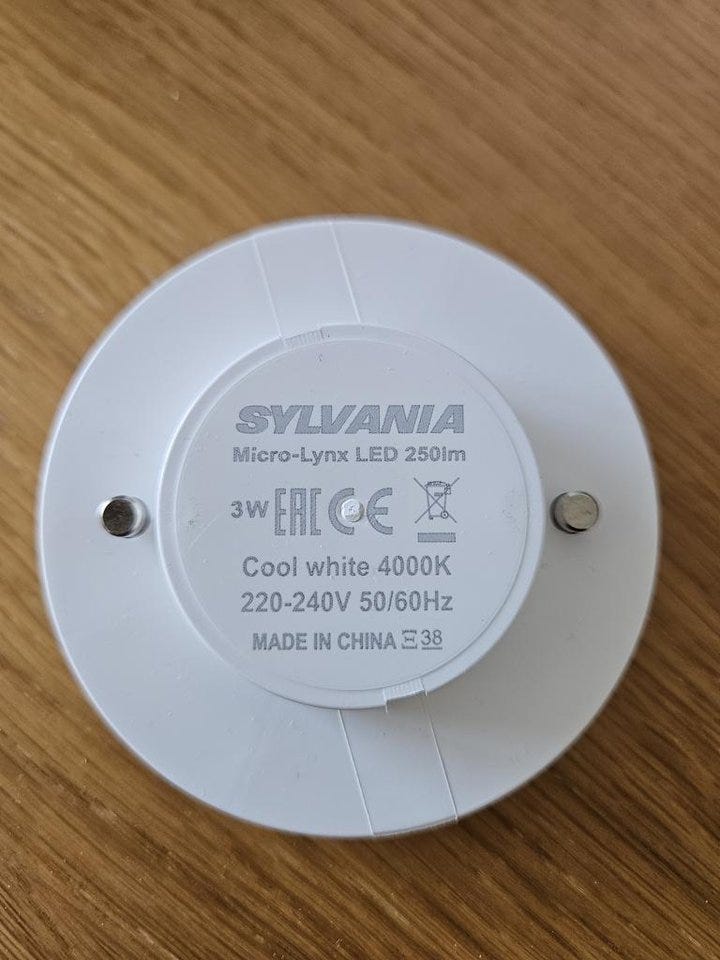 SYLVANIA
Micro-Lynx LED 250lm
3W EAC CE
Cool white 4000K
220-240V 50/60Hz
MADE IN CHINA Ξ 38